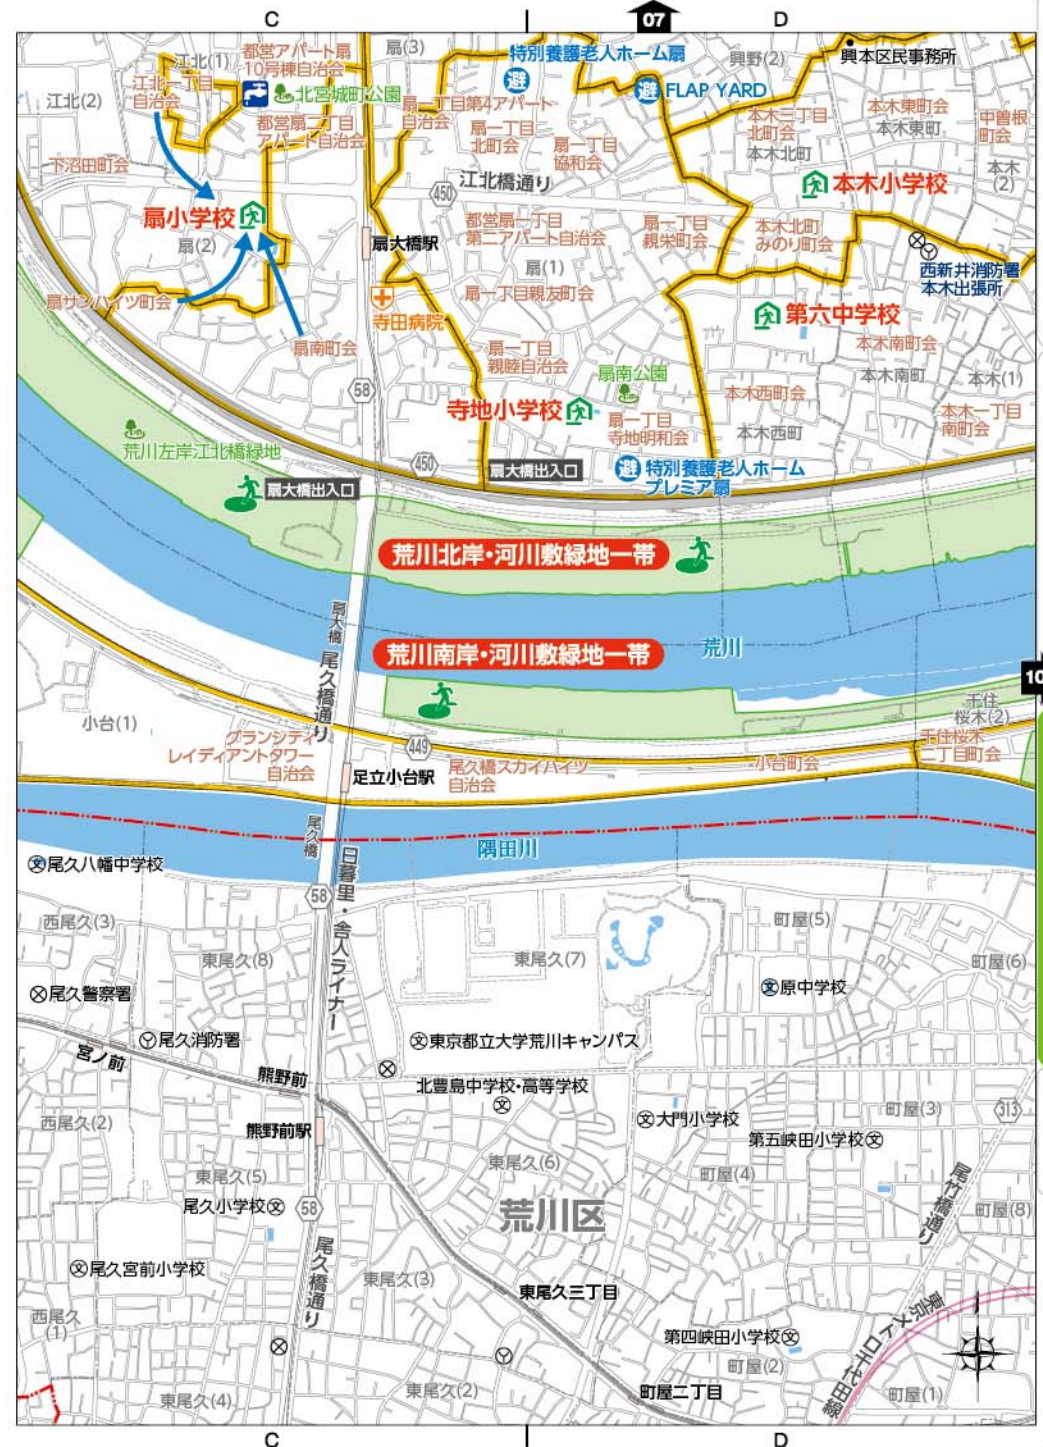 C
07
D
扇(3)
都営アパート扇
10号棟自治会
江北(1)
江北一丁目
自治会
江北(2)
北宮城町公園
都営扇二丁目
アパート自治会
下沼田町会
扇小学校
扇(2)
扇サンハイツ町会
扇南町会
特別養護老人ホーム扇
FLAP YARD
興野(2)
興本区民事務所
扇一丁目第4アパート
自治会
扇一丁目
北町会
扇一丁目
協和会
本木東町会
本木東町
中曽根
町会
本木三丁目
北町会
本木北町
本木
(2)
450
江北橋通り
本木小学校
扇大橋駅
都営扇一丁目
第二アパート自治会
扇一丁目
親栄町会
本木北町
みのり町会
扇(1)
扇一丁目親友町会
西新井消防署
本木出張所
寺田病院
第六中学校
扇一丁目
親睦自治会
本木南町会
扇南公園
本木南町
本木(1)
58
寺地小学校
扇一丁目
寺地明和会
本木西町会
本木西町
本木一丁目
南町会
荒川左岸江北橋緑地
450
扇大橋出入口
扇大橋出入口
特別養護老人ホーム
プレミア扇
荒川北岸・河川敷緑地一帯
扇大橋
荒川南岸・河川敷緑地一帯
荒川
10
尾久橋通り
小台(1)
千住
桜木(2)
グランシティ
レイディアントタワー
自治会
449
足立小台駅
尾久橋スカイハイツ
自治会
小台町会
千住桜木
二丁目町会
尾久橋
隅田川
尾久八幡中学校
58
日暮里・舎人ライナー
西尾久(3)
東尾久(8)
東尾久(7)
町屋(5)
町屋(6)
尾久警察署
原中学校
尾久消防署
東京都立大学荒川キャンパス
宮ノ前
熊野前
北豊島中学校・高等学校
西尾久(2)
熊野前駅
大門小学校
町屋(3)
313
第五峡田小学校
東尾久(5)
東尾久(6)
町屋(4)
尾久小学校
58
荒川区
尾竹橋通り
町屋(8)
尾久橋通り
尾久宮前小学校
東尾久(3)
東尾久三丁目
西尾久
(1)
第四峡田小学校
東京メトロ千代田線
町屋(2)
東尾久(4)
東尾久(2)
町屋二丁目
町屋(1)
C
D